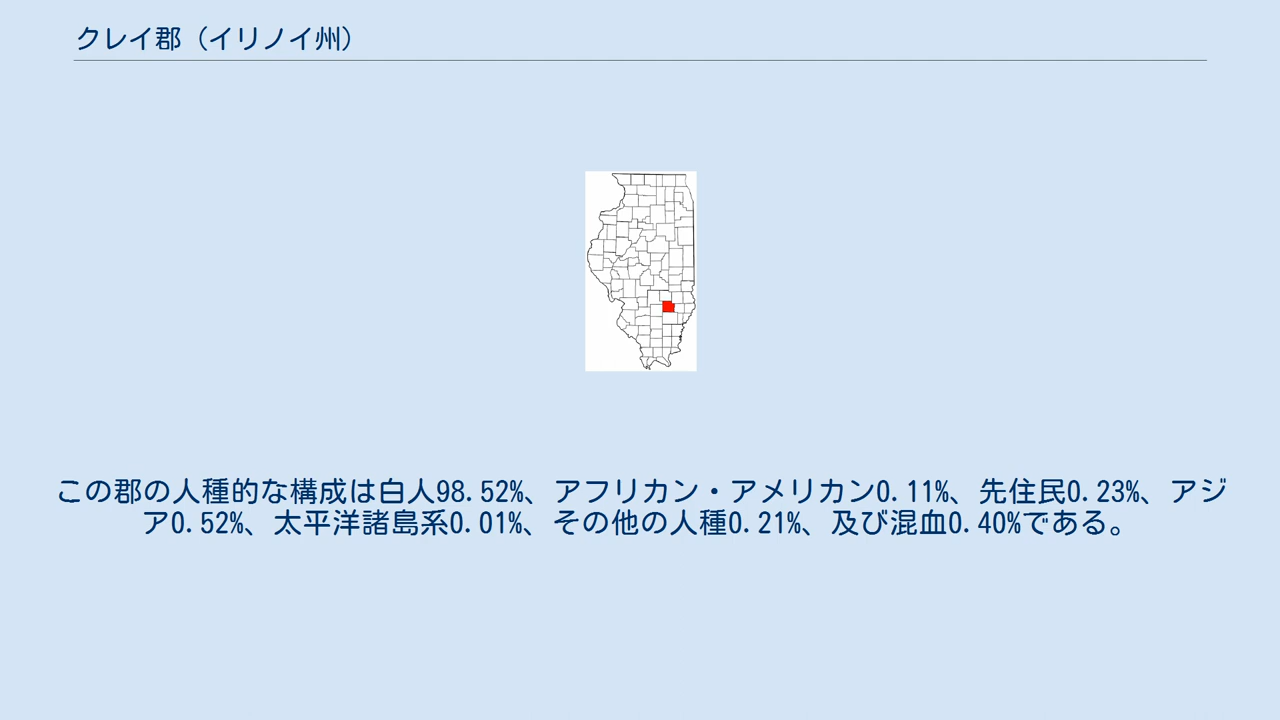 クレイ郡（イリノイ州）
この郡の人種的な構成は白人98.52%、アフリカン・アメリカン0.11%、先住民0.23%、アジ
ア0.52%、太平洋諸島系0.01%、その他の人種0.21%、及び混血0.40%である。